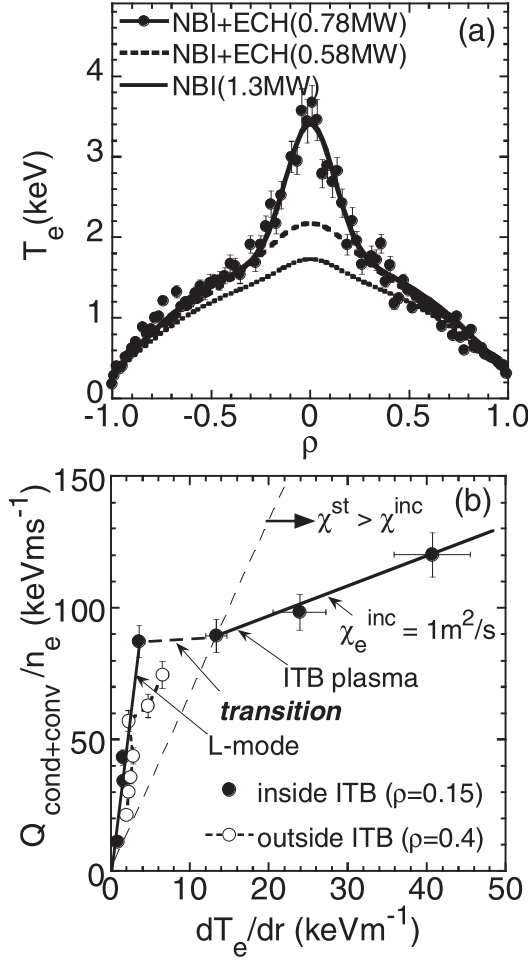 NBI+ECH(0.78MW)
(a)
NBI+ECH(0.58MW)
NBI(1.3MW)
4
3
2
1
0
Te(keV)
-1.0 -0.5 0 0.5 1.0
ρ
150
100
50
0
Q cond+conv /ne (keVms⁻¹)
(b)
χˢᵗ > χⁱⁿᶜ
χeⁱⁿᶜ = 1m²/s
ITB plasma
transition
L-mode
inside ITB (ρ=0.15)
outside ITB (ρ=0.4)
0 10 20 30 40 50
dTe/dr (keVm⁻¹)